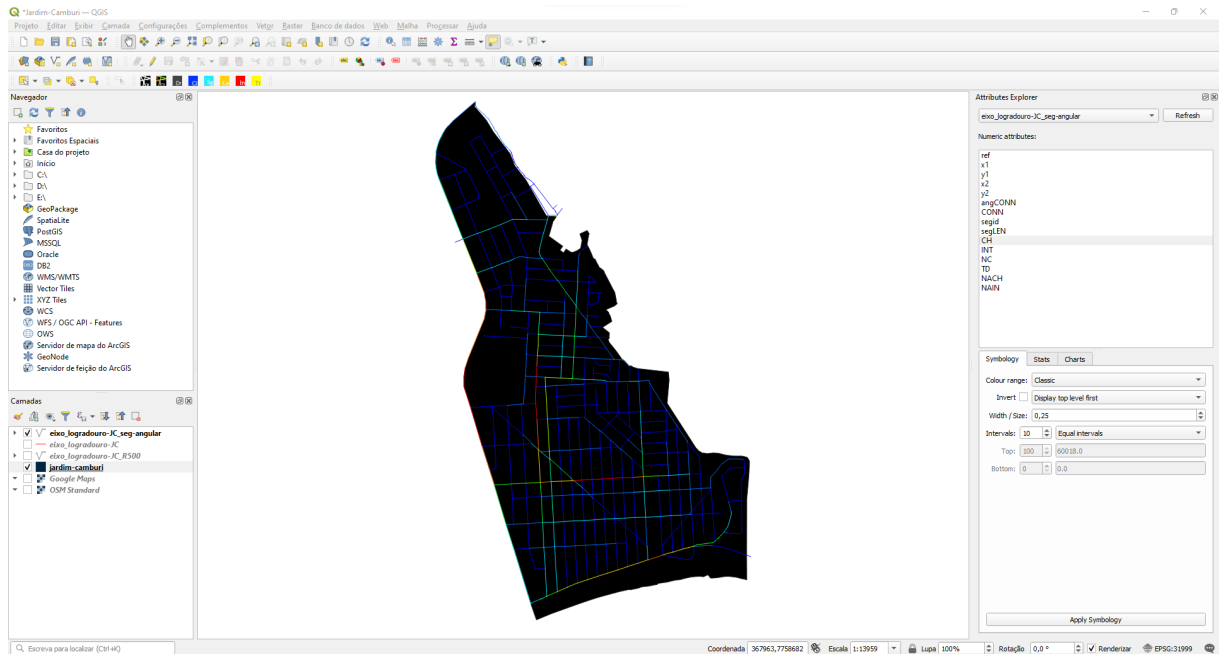 *Jardim-Camburi — QGIS
Projeto Editar Exibir Camada Configurações Complementos Vetor Raster Banco de dados Web Malha Processar Ajuda
Navegador
Favoritos
Favoritos Espaciais
Casa do projeto
Início
C:\
D:\
E:\
GeoPackage
SpatiaLite
PostGIS
MSSQL
Oracle
DB2
WMS/WMTS
Vector Tiles
XYZ Tiles
WCS
WFS / OGC API - Features
OWS
Servidor de mapa do ArcGIS
GeoNode
Servidor de feição do ArcGIS
Camadas
eixo_logradouro-JC_seg-angular
eixo_logradouro-JC
eixo_logradouro-JC_R500
jardim-camburi
Google Maps
OSM Standard
Attributes Explorer
eixo_logradouro-JC_seg-angular Refresh
Numeric attributes:
ref
x1
y1
x2
y2
angCONN
CONN
segid
segLEN
CH
INT
NC
TD
NACH
NAIN
Symbology Stats Charts
Colour range: Classic
Invert Display top level first
Width / Size: 0,25
Intervals: 10 Equal intervals
Top: 100 60018.0
Bottom: 0 0.0
Apply Symbology
Escreva para localizar (Ctrl+K) Coordenada 367963,7758682 Escala 1:13959 Lupa 100% Rotação 0,0 ° Renderizar EPSG:31999